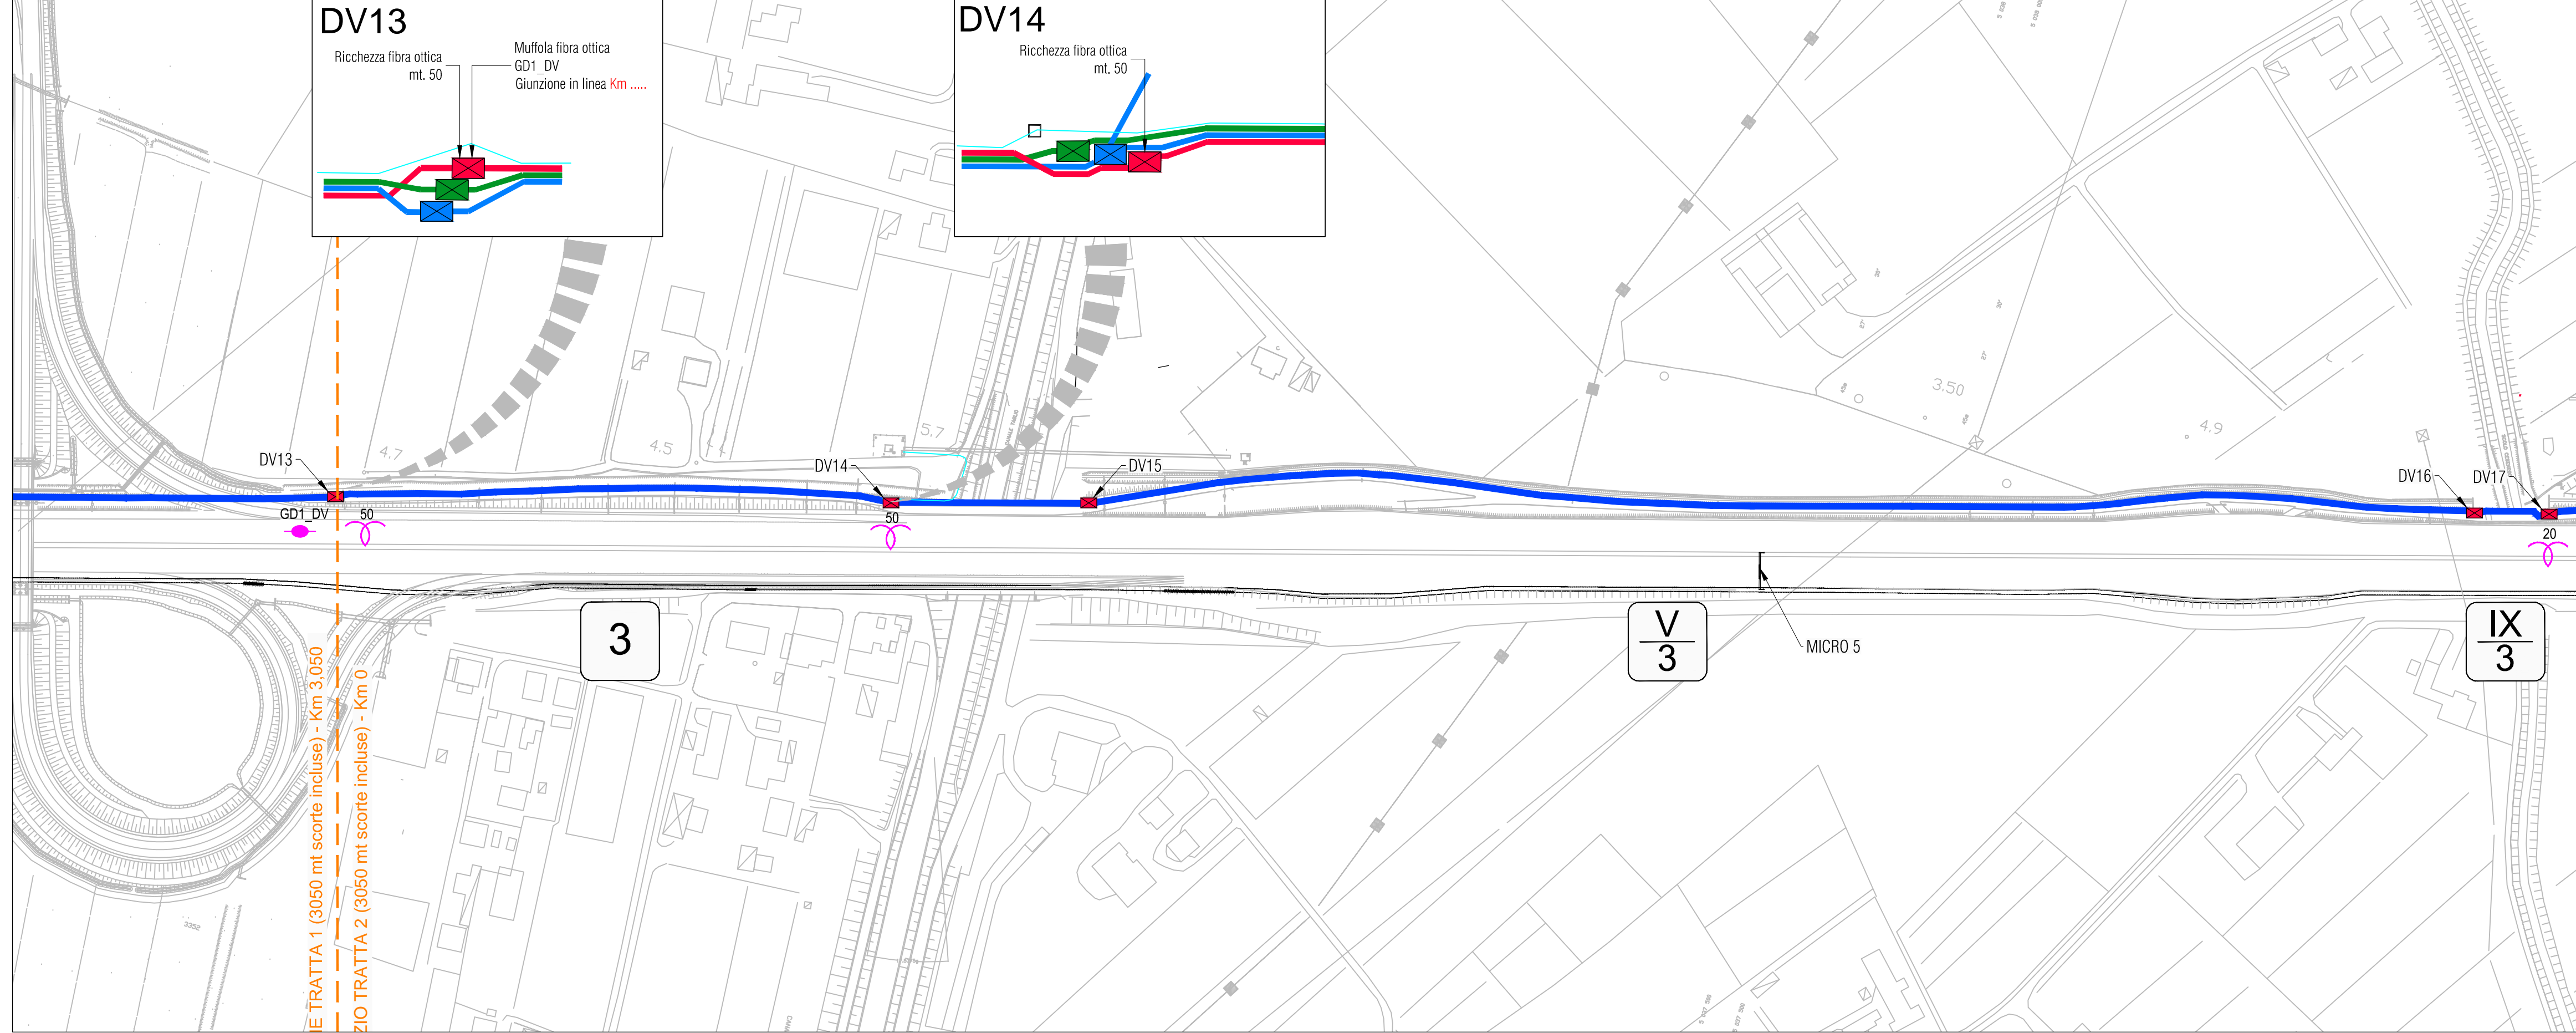 DV13
Ricchezza fibra ottica
mt. 50
Muffola fibra ottica
GD1_DV
Giunzione in linea Km .....
DV14
Ricchezza fibra ottica
mt. 50
3.50
4.9
5.7
4.5
4.7
DV13
DV14
DV15
DV16
DV17
GD1_DV
50
50
20
3
V
3
MICRO 5
IX
3
IE TRATTA 1 (3050 mt scorte incluse) - Km 3,050
ZIO TRATTA 2 (3050 mt scorte incluse) - Km 0
3352